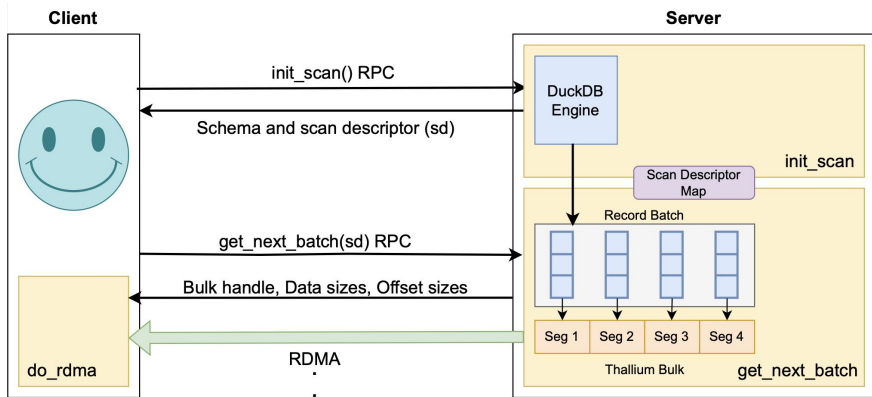 Client
Server
init_scan() RPC
DuckDB
Engine
Schema and scan descriptor (sd)
init_scan
Scan Descriptor
Map
Record Batch
get_next_batch(sd) RPC
Bulk handle, Data sizes, Offset sizes
Seg 1 Seg 2 Seg 3 Seg 4
RDMA
do_rdma
Thallium Bulk
get_next_batch